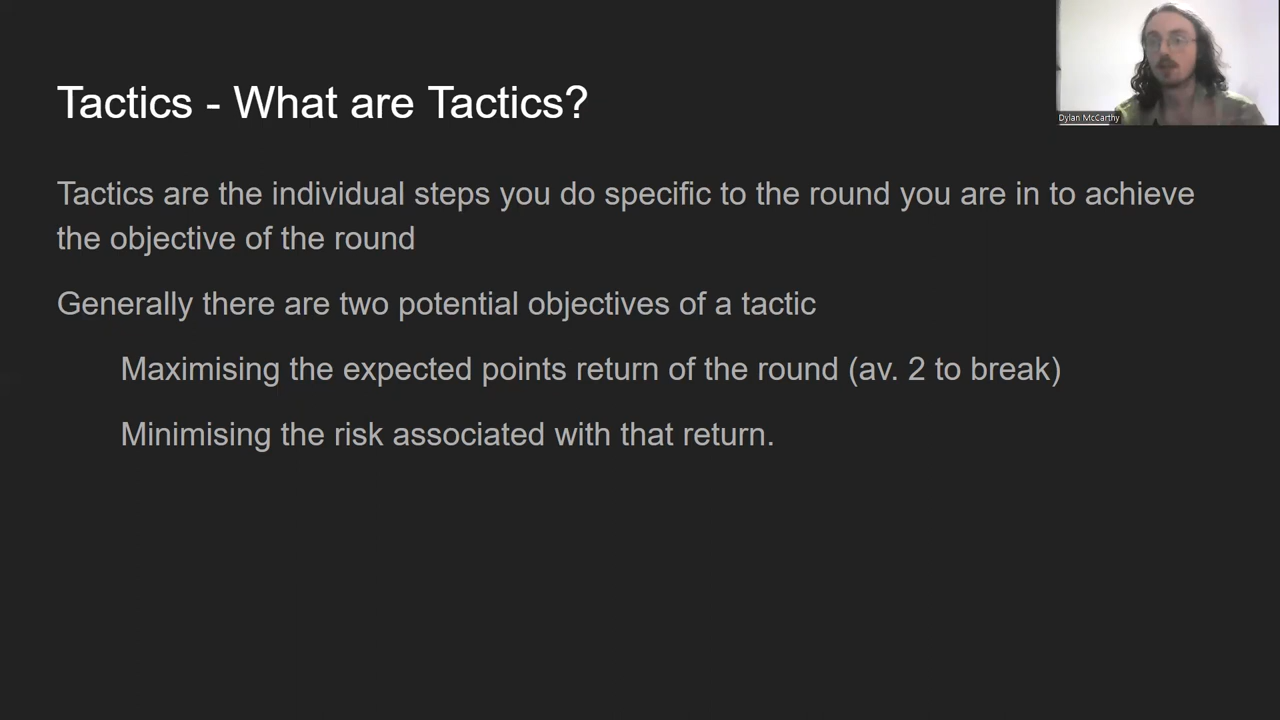 Tactics - What are Tactics?
Dylan McCarthy
Tactics are the individual steps you do specific to the round you are in to achieve
the objective of the round
Generally there are two potential objectives of a tactic
Maximising the expected points return of the round (av. 2 to break)
Minimising the risk associated with that return.